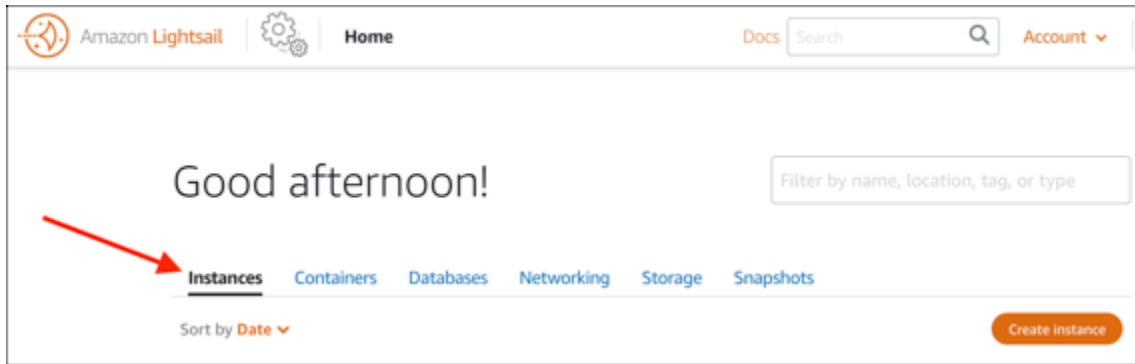 Amazon Lightsail Home Docs Search Account
Good afternoon!
Filter by name, location, tag, or type
Instances Containers Databases Networking Storage Snapshots
Sort by Date Create instance